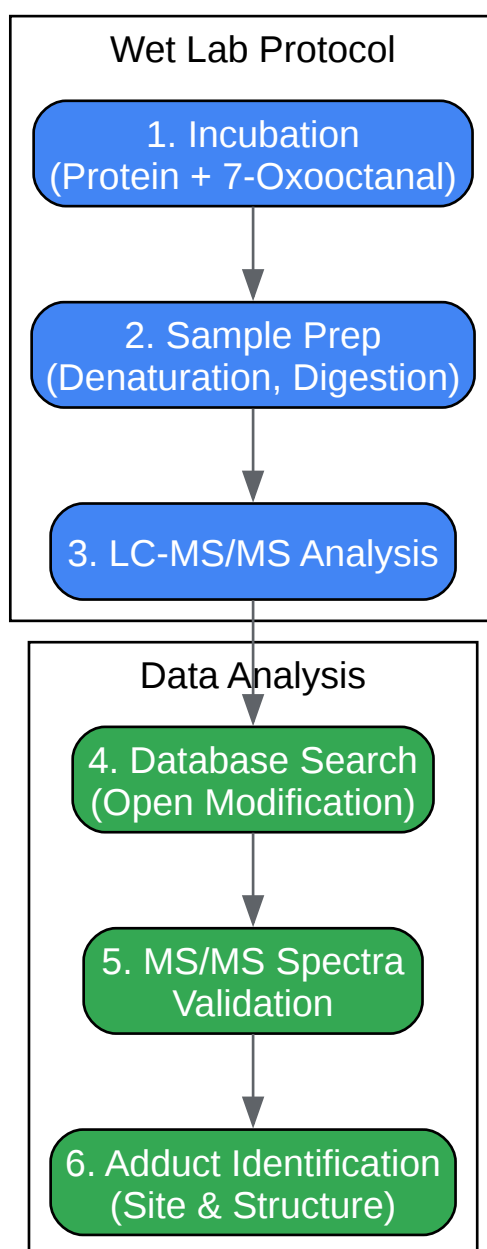 Wet Lab Protocol
1. Incubation
(Protein + 7-Oxooctanal)
2. Sample Prep
(Denaturation, Digestion)
3. LC-MS/MS Analysis
Data Analysis
4. Database Search
(Open Modification)
5. MS/MS Spectra
Validation
6. Adduct Identification
(Site & Structure)